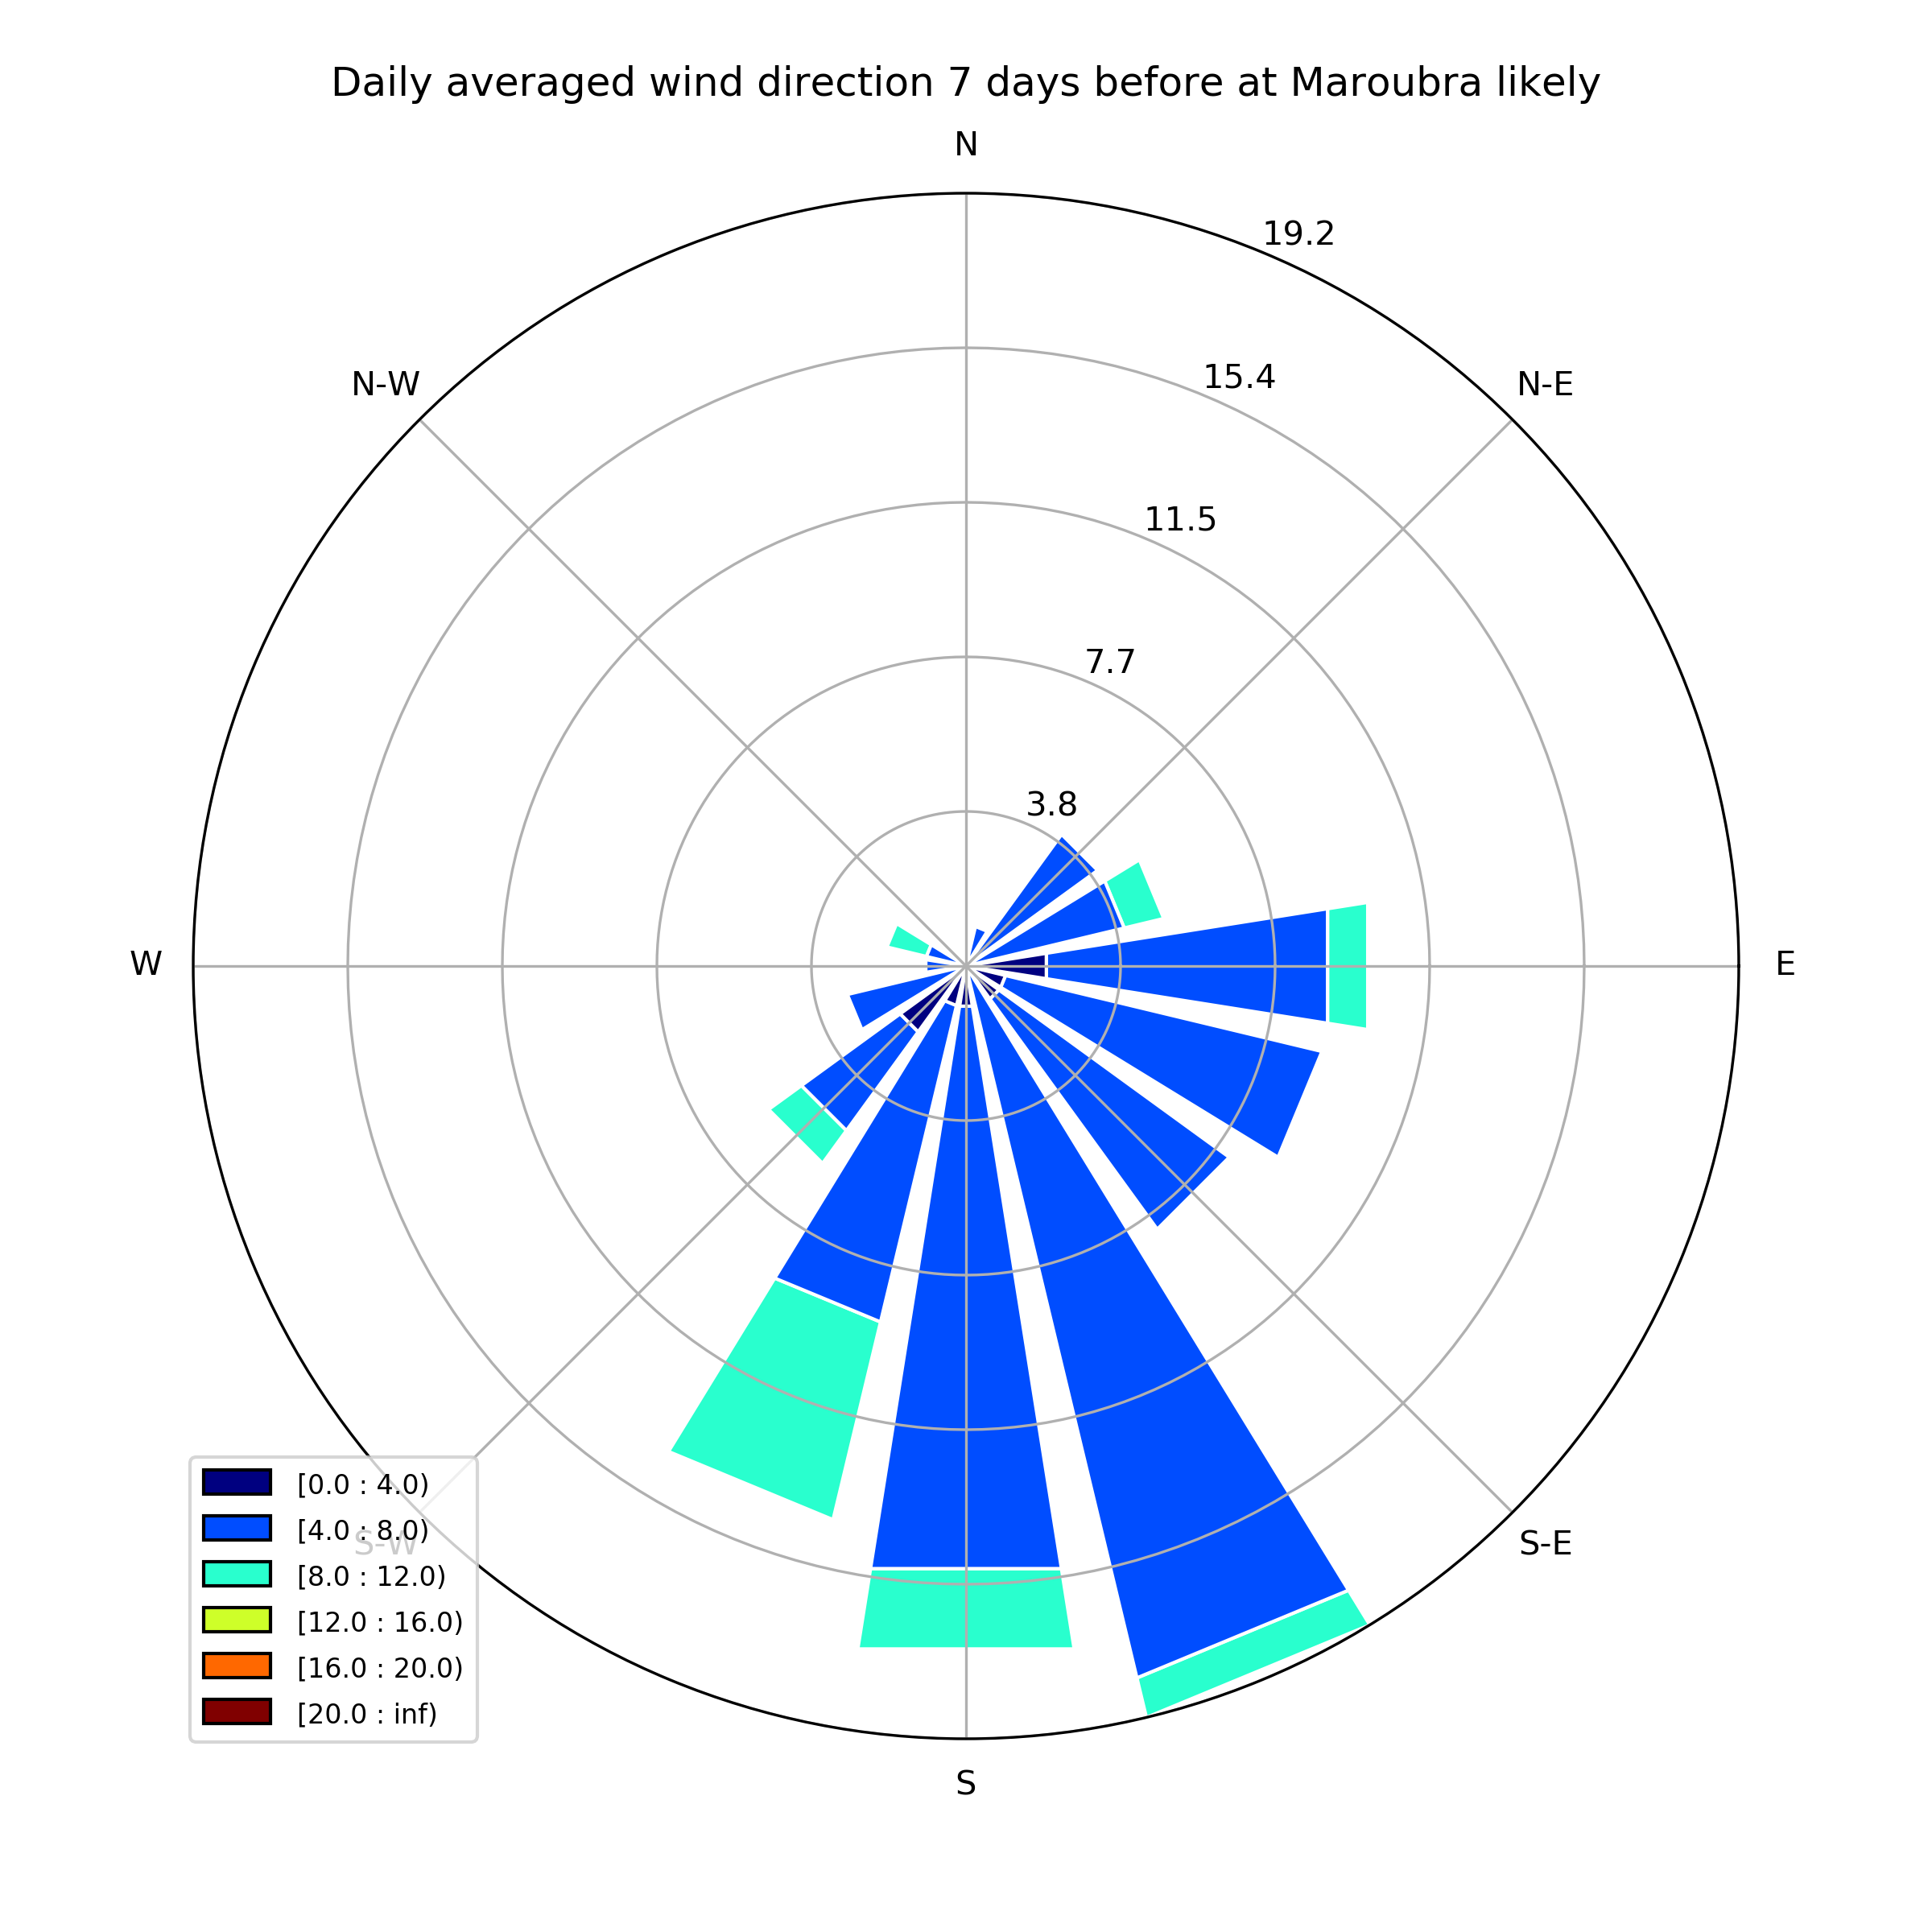 Daily averaged wind direction 7 days before at Maroubra likely
N
19.2
N-W
15.4
N-E
11.5
7.7
3.8
W
E
[0.0 : 4.0)
[4.0 : 8.0)
S-W
S-E
[8.0 : 12.0)
[12.0 : 16.0)
[16.0 : 20.0)
[20.0 : inf)
S